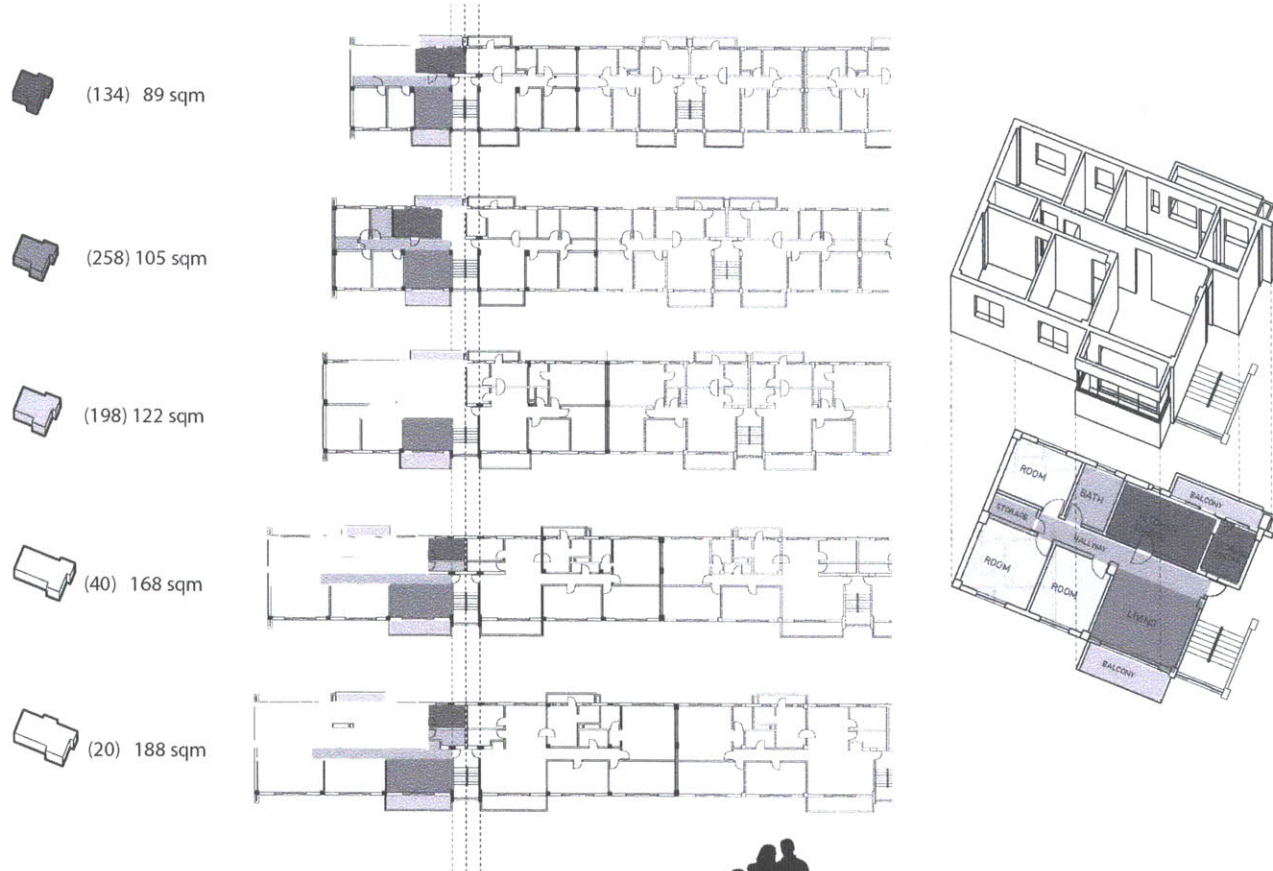 (134) 89 sqm
(258) 105 sqm
(198) 122 sqm
(40) 168 sqm
(20) 188 sqm
ROOM
BATH
BALCONY
STORAGE
HALLWAY
ROOM
ROOM
LIVING
BALCONY